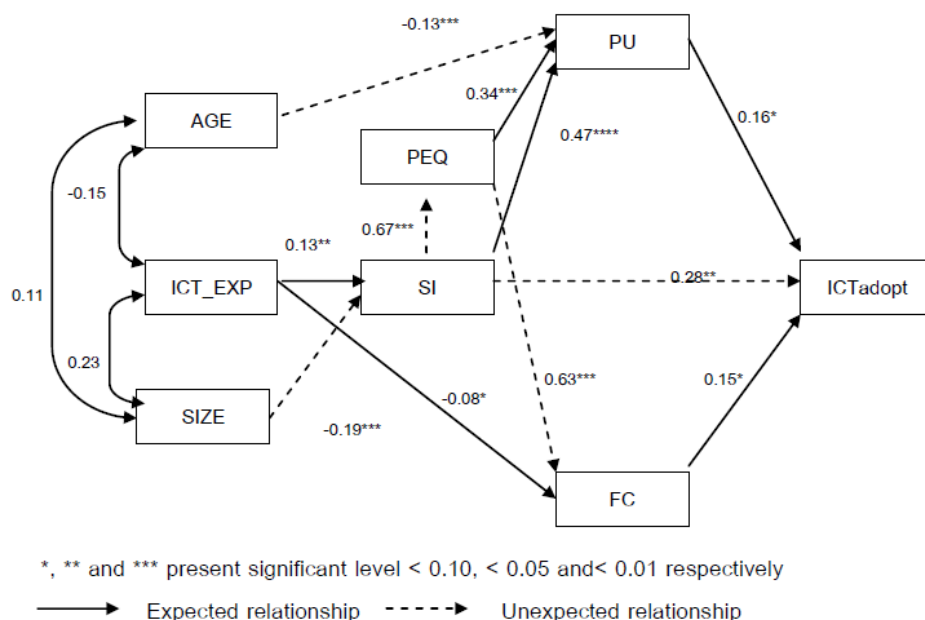 -0.13***
PU
0.34***
AGE
0.47****
0.16*
PEQ
-0.15
0.13**
0.67***
ICT_EXP
SI
0.28**
ICTadopt
0.11
0.23
0.63***
-0.08*
0.15*
SIZE
-0.19***
FC
*, ** and *** present significant level < 0.10, < 0.05 and< 0.01 respectively
Expected relationship
Unexpected relationship